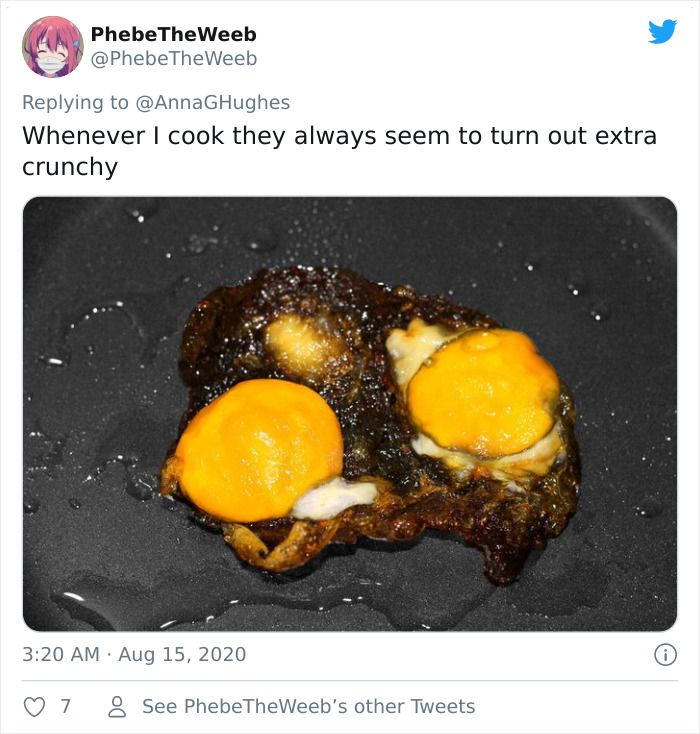 PhebeTheWeeb
@PhebeTheWeeb
Replying to @AnnaGHughes
Whenever I cook they always seem to turn out extra
crunchy
3:20 AM · Aug 15, 2020
7
See PhebeTheWeeb’s other Tweets